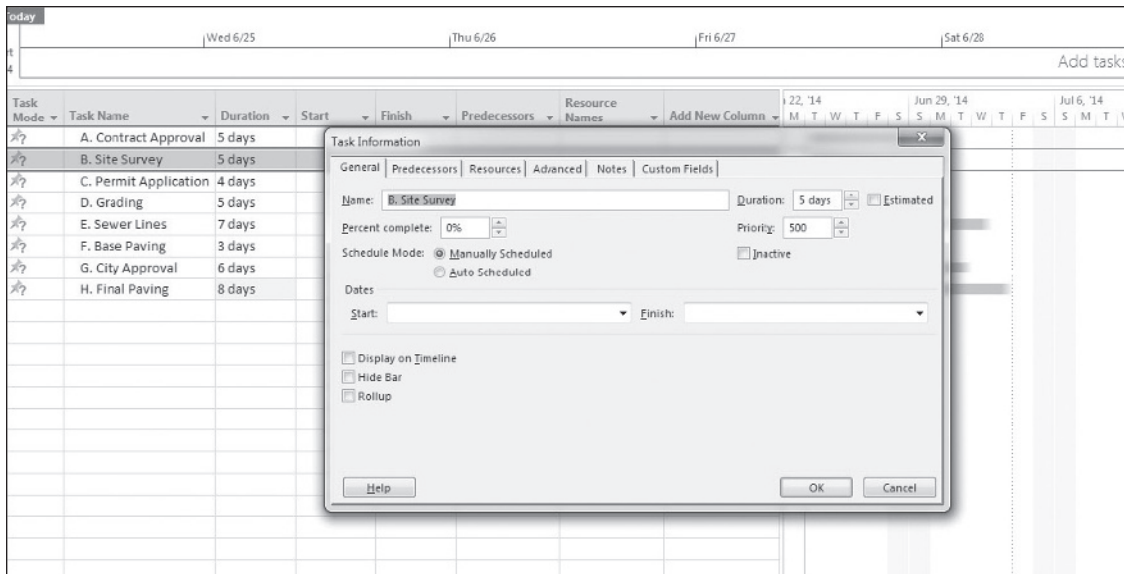 Today
Wed 6/25 Thu 6/26 Fri 6/27 Sat 6/28
Add tasks
Task Mode Task Name Duration Start Finish Predecessors Resource Names Add New Column
22, '14 Jun 29, '14 Jul 6, '14
M T W T F S S M T W T F S S M T
A. Contract Approval 5 days
B. Site Survey 5 days
C. Permit Application 4 days
D. Grading 5 days
E. Sewer Lines 7 days
F. Base Paving 3 days
G. City Approval 6 days
H. Final Paving 8 days
Task Information
General Predecessors Resources Advanced Notes Custom Fields
Name: B. Site Survey Duration: 5 days Estimated
Percent complete: 0% Priority: 500
Schedule Mode: Manually Scheduled Inactive
Auto Scheduled
Dates
Start: Finish:
Display on Timeline
Hide Bar
Rollup
Help OK Cancel